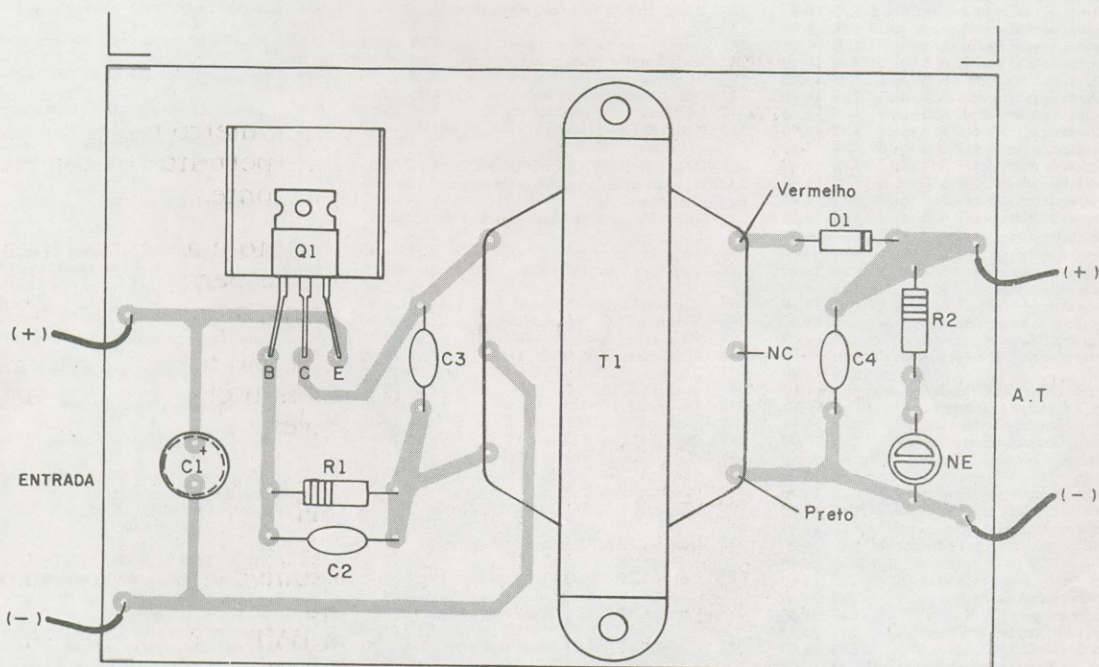 Vermelho
D1
Q1
(+)
(+)
R2
B C E
C3
T1
NC
C4
A.T
+
C1
ENTRADA
R1
NE
(-)
Preto
C2
(-)